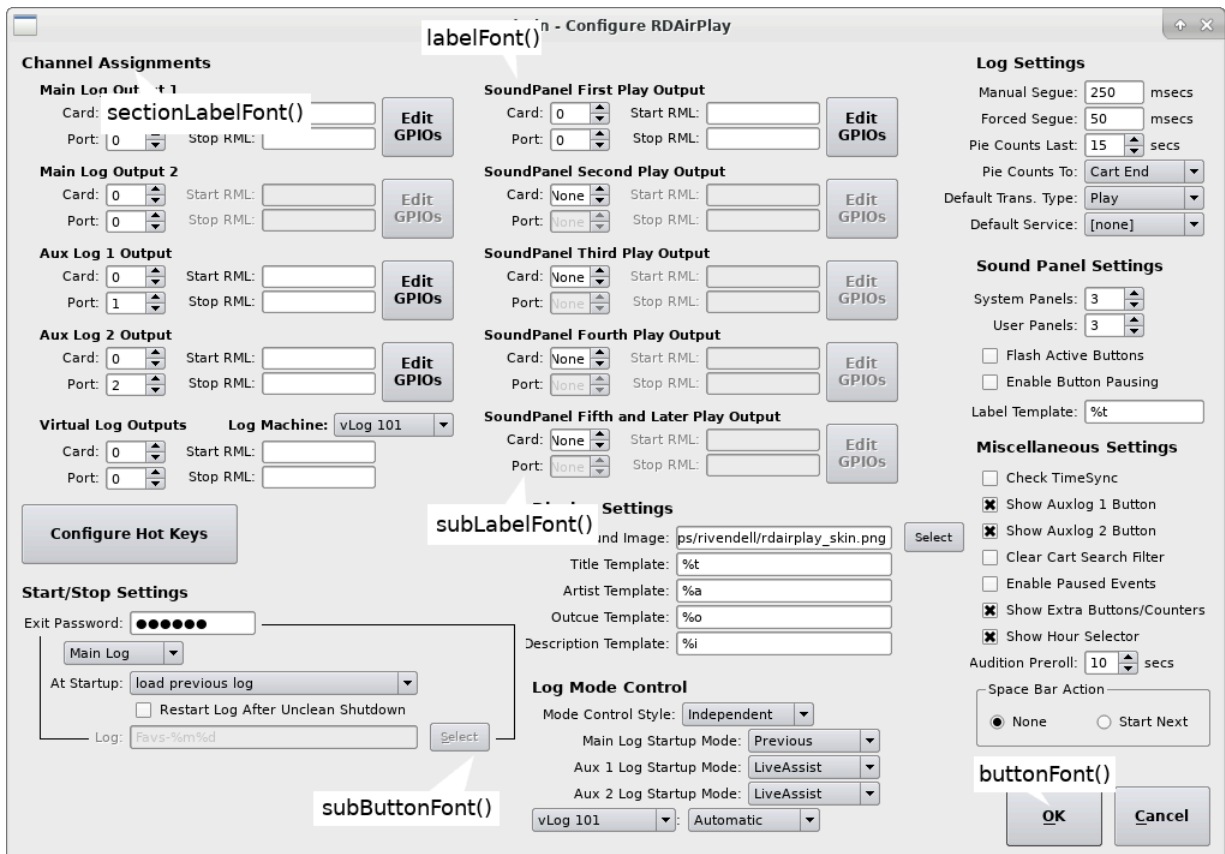 n - Configure RDAirPlay
labelFont()
Channel Assignments
sectionLabelFont()
Main Log Output 1
Card:
Port: 0 Stop RML:
Edit GPIOs
Main Log Output 2
Card: 0 Start RML:
Port: 0 Stop RML:
Edit GPIOs
Aux Log 1 Output
Card: 0 Start RML:
Port: 1 Stop RML:
Edit GPIOs
Aux Log 2 Output
Card: 0 Start RML:
Port: 2 Stop RML:
Edit GPIOs
Virtual Log Outputs Log Machine: vLog 101
Card: 0 Start RML:
Port: 0 Stop RML:
Configure Hot Keys
Start/Stop Settings
Exit Password: ●●●●●●
Main Log
At Startup: load previous log
Restart Log After Unclean Shutdown
Log: Favs-%m%d Select
subButtonFont()
SoundPanel First Play Output
Card: 0 Start RML:
Port: 0 Stop RML:
Edit GPIOs
SoundPanel Second Play Output
Card: None Start RML:
Port: None Stop RML:
Edit GPIOs
SoundPanel Third Play Output
Card: None Start RML:
Port: None Stop RML:
Edit GPIOs
SoundPanel Fourth Play Output
Card: None Start RML:
Port: None Stop RML:
Edit GPIOs
SoundPanel Fifth and Later Play Output
Card: None Start RML:
Port: None Stop RML:
Edit GPIOs
subLabelFont()
Settings
und Image: ps/rivendell/rdairplay_skin.png Select
Title Template: %t
Artist Template: %a
Outcue Template: %o
Description Template: %i
Log Mode Control
Mode Control Style: Independent
Main Log Startup Mode: Previous
Aux 1 Log Startup Mode: LiveAssist
Aux 2 Log Startup Mode: LiveAssist
vLog 101 : Automatic
Log Settings
Manual Segue: 250 msecs
Forced Segue: 50 msecs
Pie Counts Last: 15 secs
Pie Counts To: Cart End
Default Trans. Type: Play
Default Service: [none]
Sound Panel Settings
System Panels: 3
User Panels: 3
Flash Active Buttons
Enable Button Pausing
Label Template: %t
Miscellaneous Settings
Check TimeSync
Show Auxlog 1 Button
Show Auxlog 2 Button
Clear Cart Search Filter
Enable Paused Events
Show Extra Buttons/Counters
Show Hour Selector
Audition Preroll: 10 secs
Space Bar Action
None Start Next
buttonFont()
OK Cancel